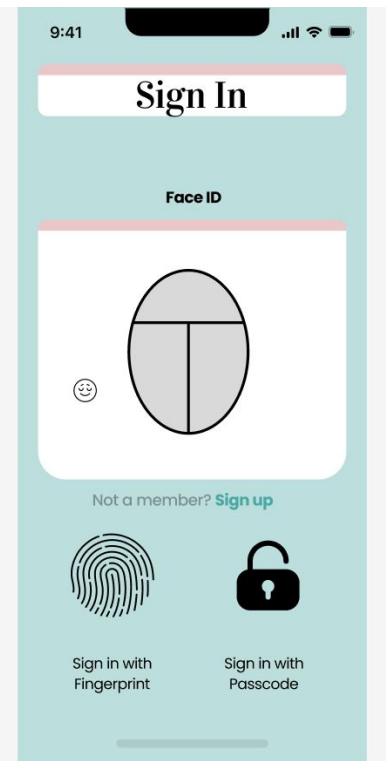 9:41
Sign In
Face ID
Not a member? Sign up
Sign in with
Fingerprint
Sign in with
Passcode